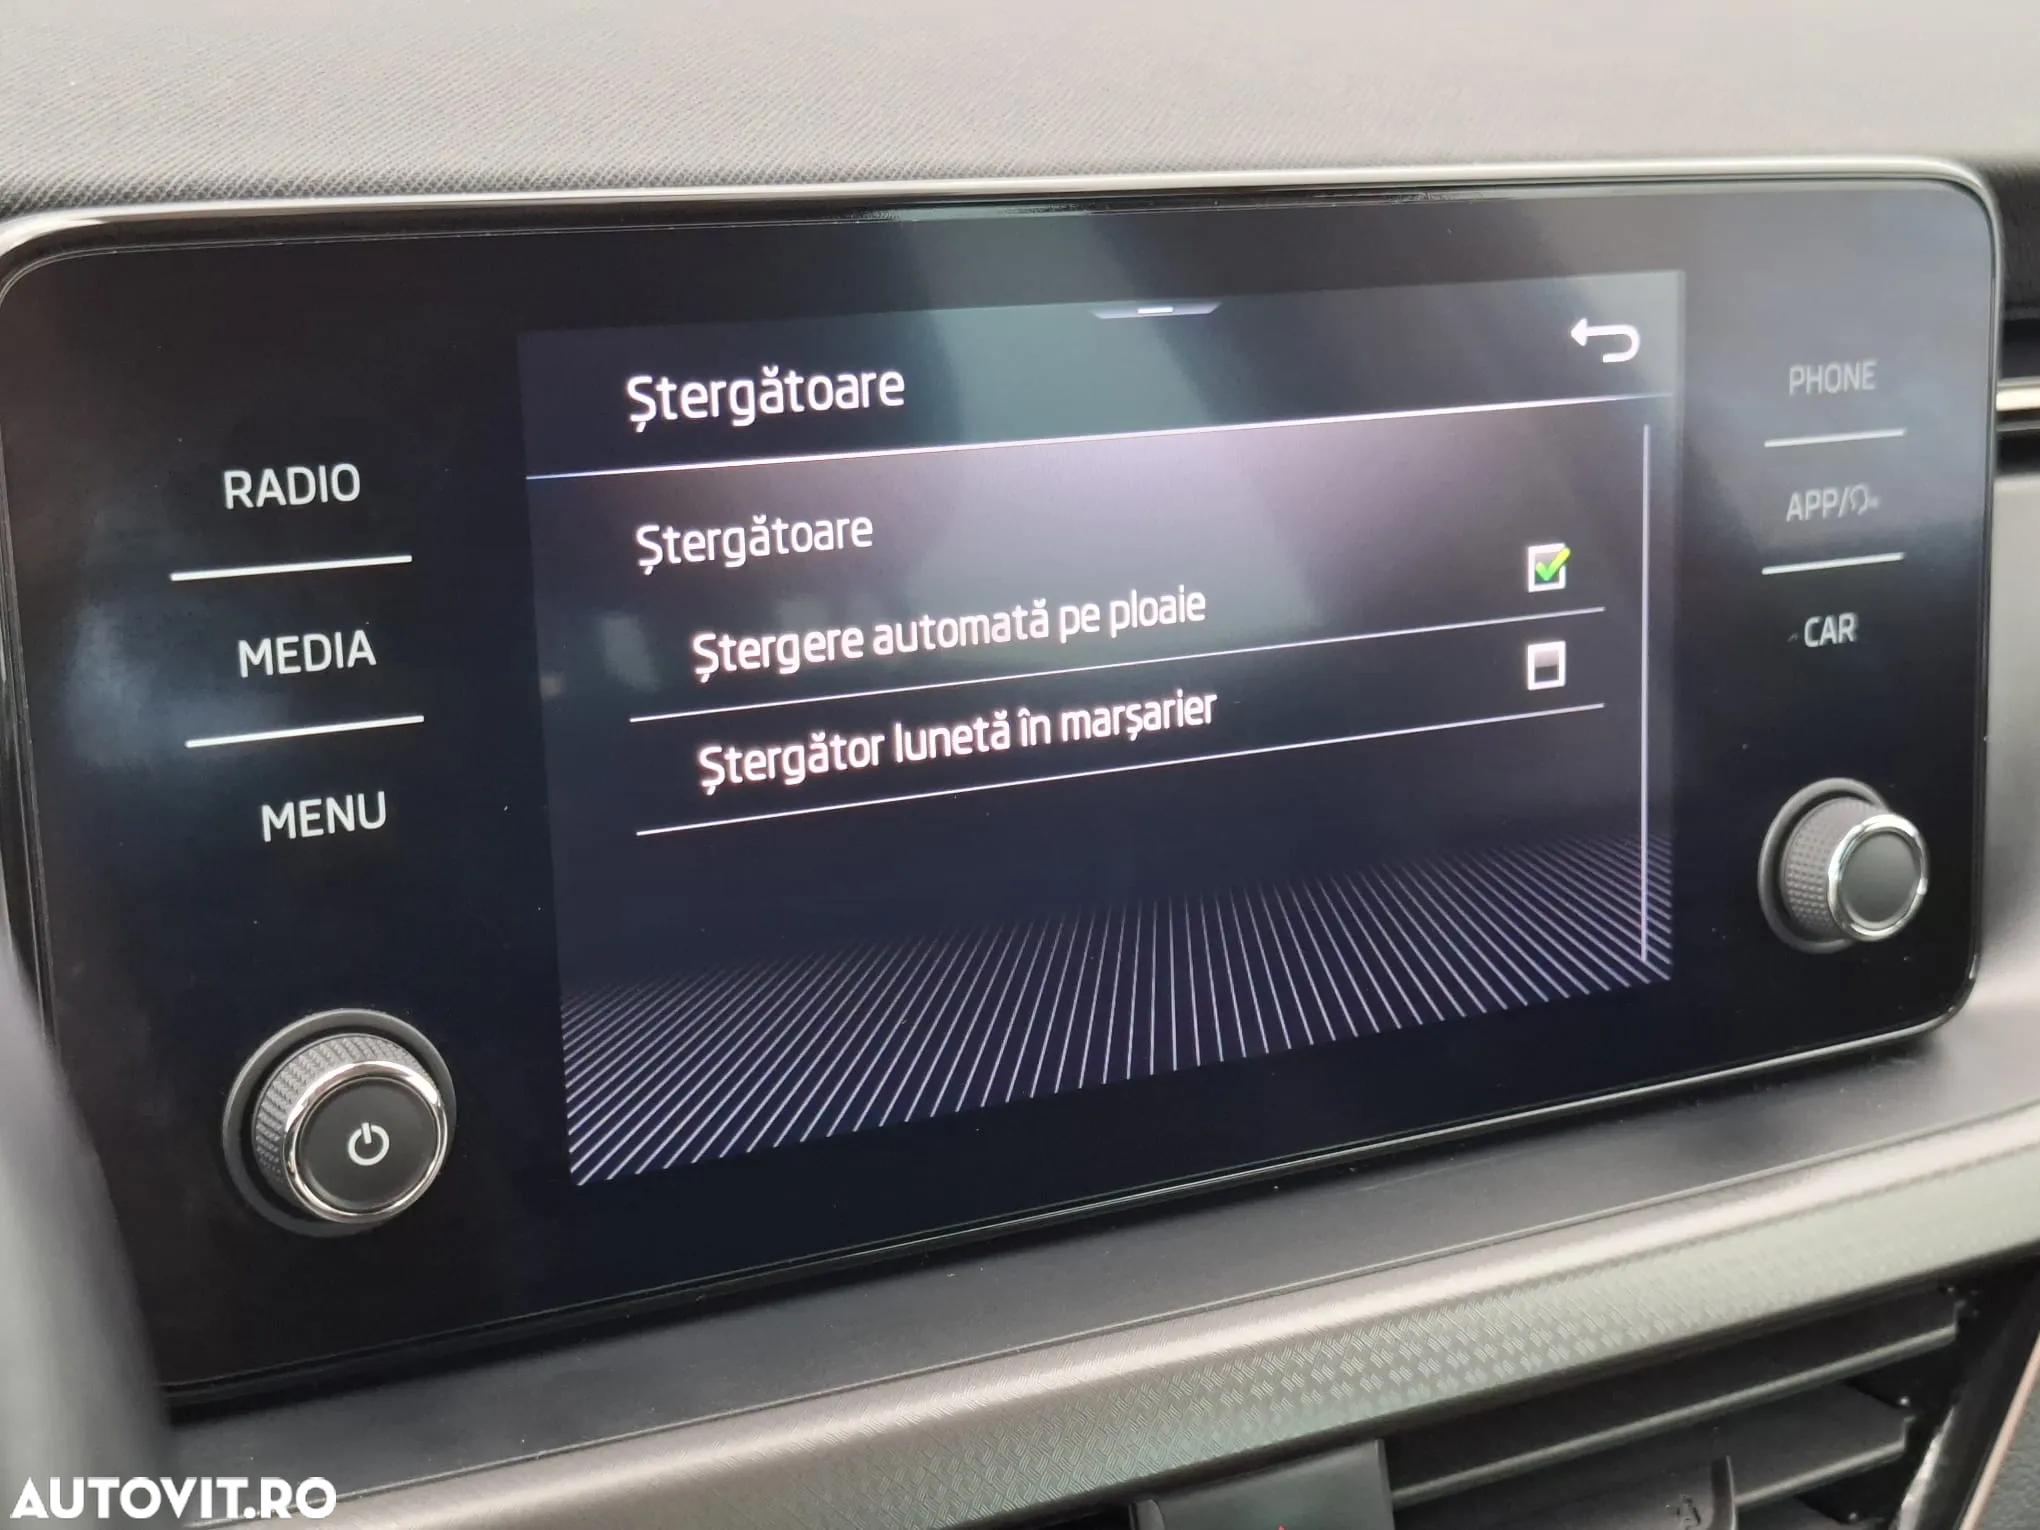 Ștergătoare
RADIO
MEDIA
MENU
Ștergătoare
Ștergere automată pe ploaie
Ștergător lunetă în marșarier
PHONE
APP/
CAR
AUTOVIT.RO